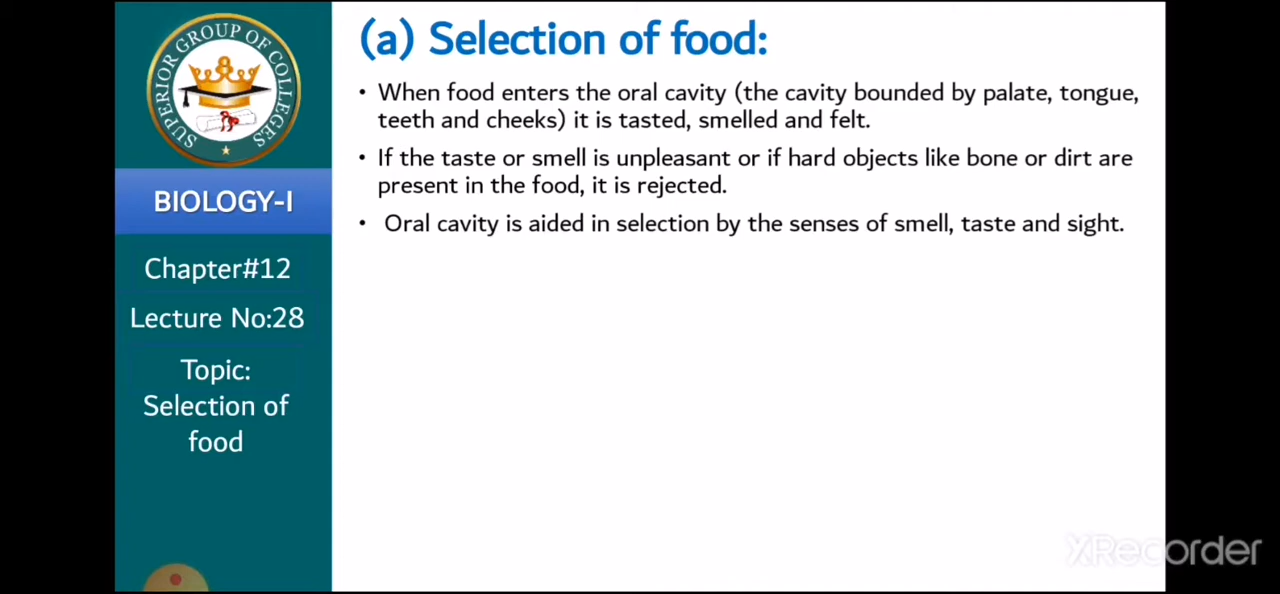 SUPERIOR GROUP OF COLLEGES
BIOLOGY-I
Chapter#12
Lecture No:28
Topic:
Selection of
food
(a) Selection of food:
• When food enters the oral cavity (the cavity bounded by palate, tongue,
teeth and cheeks) it is tasted, smelled and felt.
• If the taste or smell is unpleasant or if hard objects like bone or dirt are
present in the food, it is rejected.
• Oral cavity is aided in selection by the senses of smell, taste and sight.
XRecorder